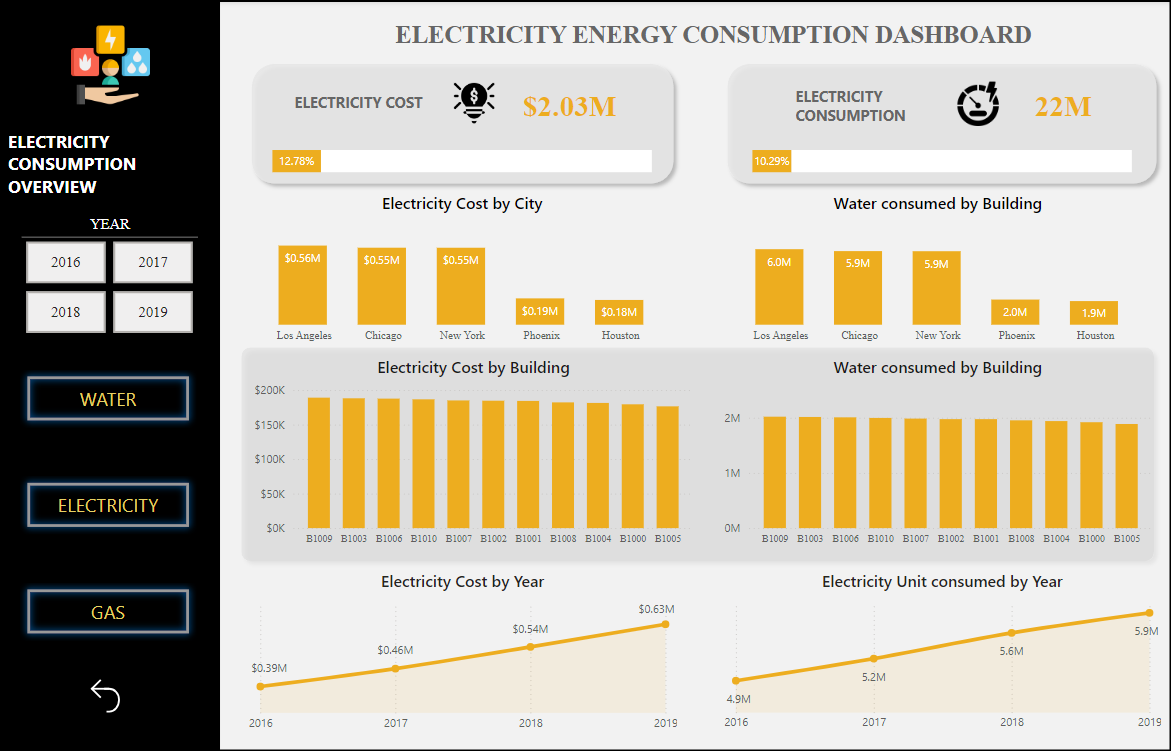 ELECTRICITY ENERGY CONSUMPTION DASHBOARD
ELECTRICITY
CONSUMPTION
OVERVIEW
YEAR
2016 2017
2018 2019
WATER
ELECTRICITY
GAS
ELECTRICITY COST
$
$2.03M
12.78%
ELECTRICITY
CONSUMPTION
22M
10.29%
Electricity Cost by City
$0.56M $0.55M $0.55M $0.19M $0.18M
Los Angeles Chicago New York Phoenix Houston
Water consumed by Building
6.0M 5.9M 5.9M 2.0M 1.9M
Los Angeles Chicago New York Phoenix Houston
Electricity Cost by Building
$200K
$150K
$100K
$50K
$0K
B1009 B1003 B1006 B1010 B1007 B1002 B1001 B1008 B1004 B1000 B1005
Water consumed by Building
2M
1M
0M
B1009 B1003 B1006 B1010 B1007 B1002 B1001 B1008 B1004 B1000 B1005
Electricity Cost by Year
$0.39M $0.46M $0.54M $0.63M
2016 2017 2018 2019
Electricity Unit consumed by Year
4.9M 5.2M 5.6M 5.9M
2016 2017 2018 2019